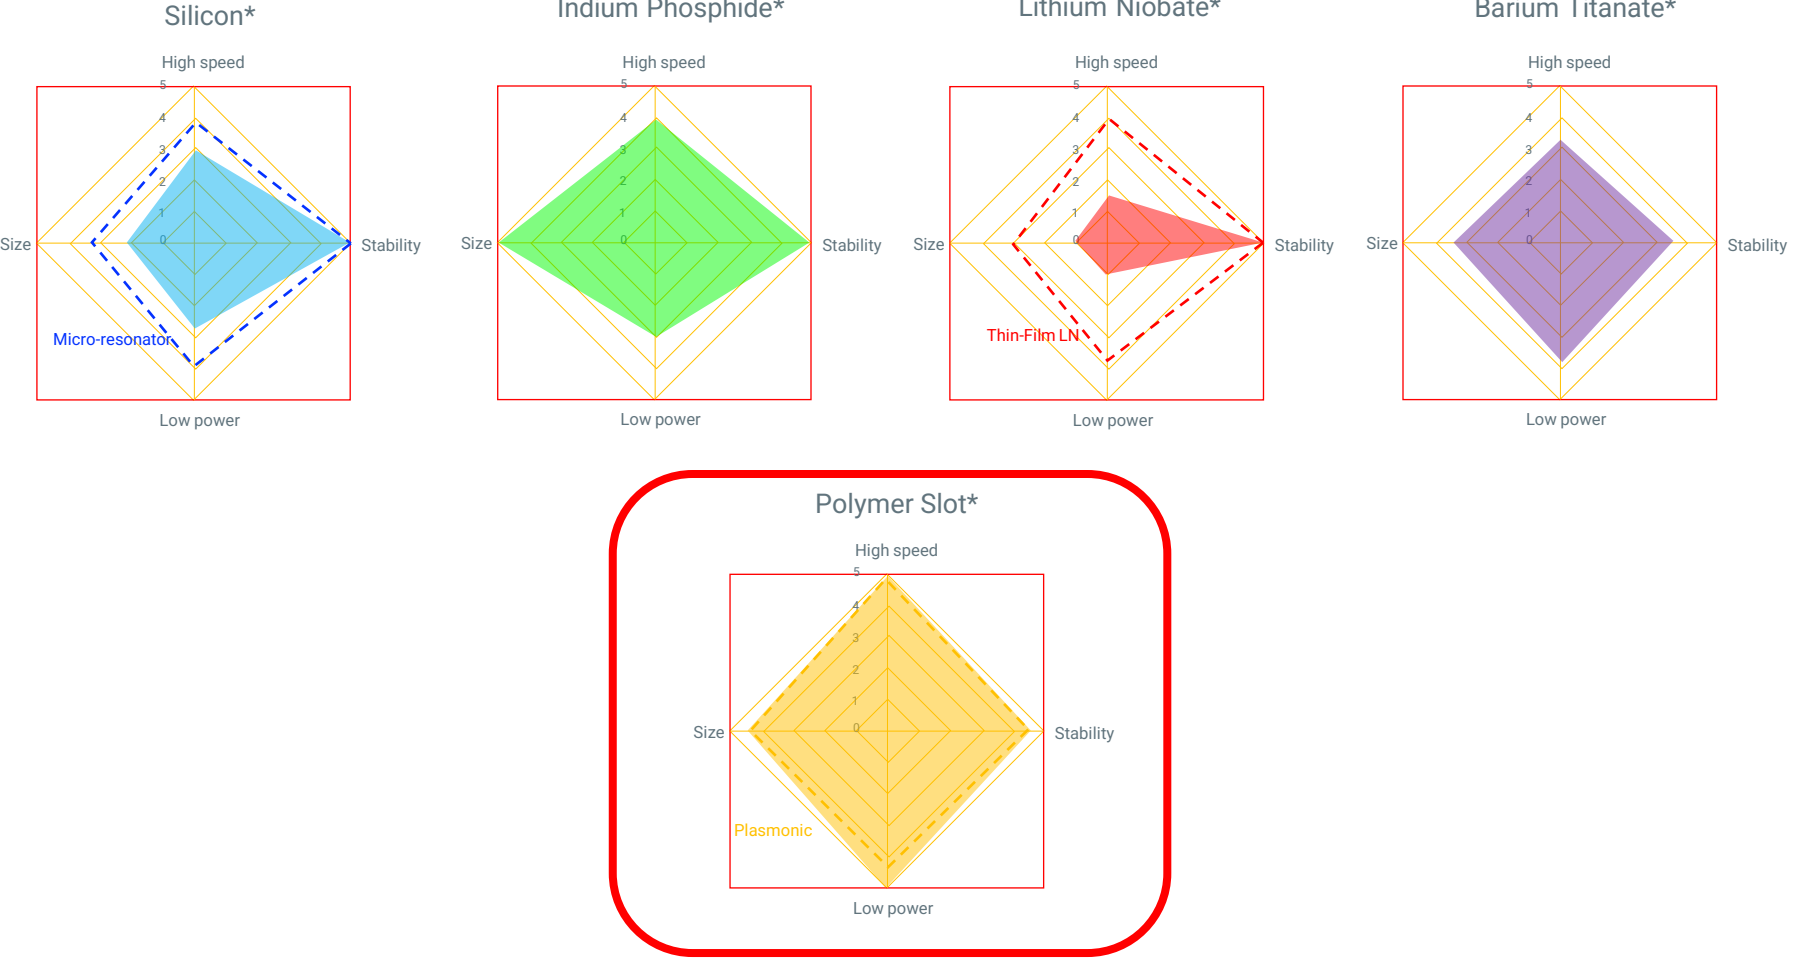 Silicon*
High speed
5
4
3
2
1
0
Size
Stability
Micro-resonator
Low power
Indium Phosphide*
High speed
5
4
3
2
1
0
Size
Stability
Low power
Lithium Niobate*
High speed
5
4
3
2
1
0
Size
Stability
Thin-Film LN
Low power
Barium Titanate*
High speed
5
4
3
2
1
0
Size
Stability
Low power
Polymer Slot*
High speed
5
4
3
2
1
0
Size
Stability
Plasmonic
Low power